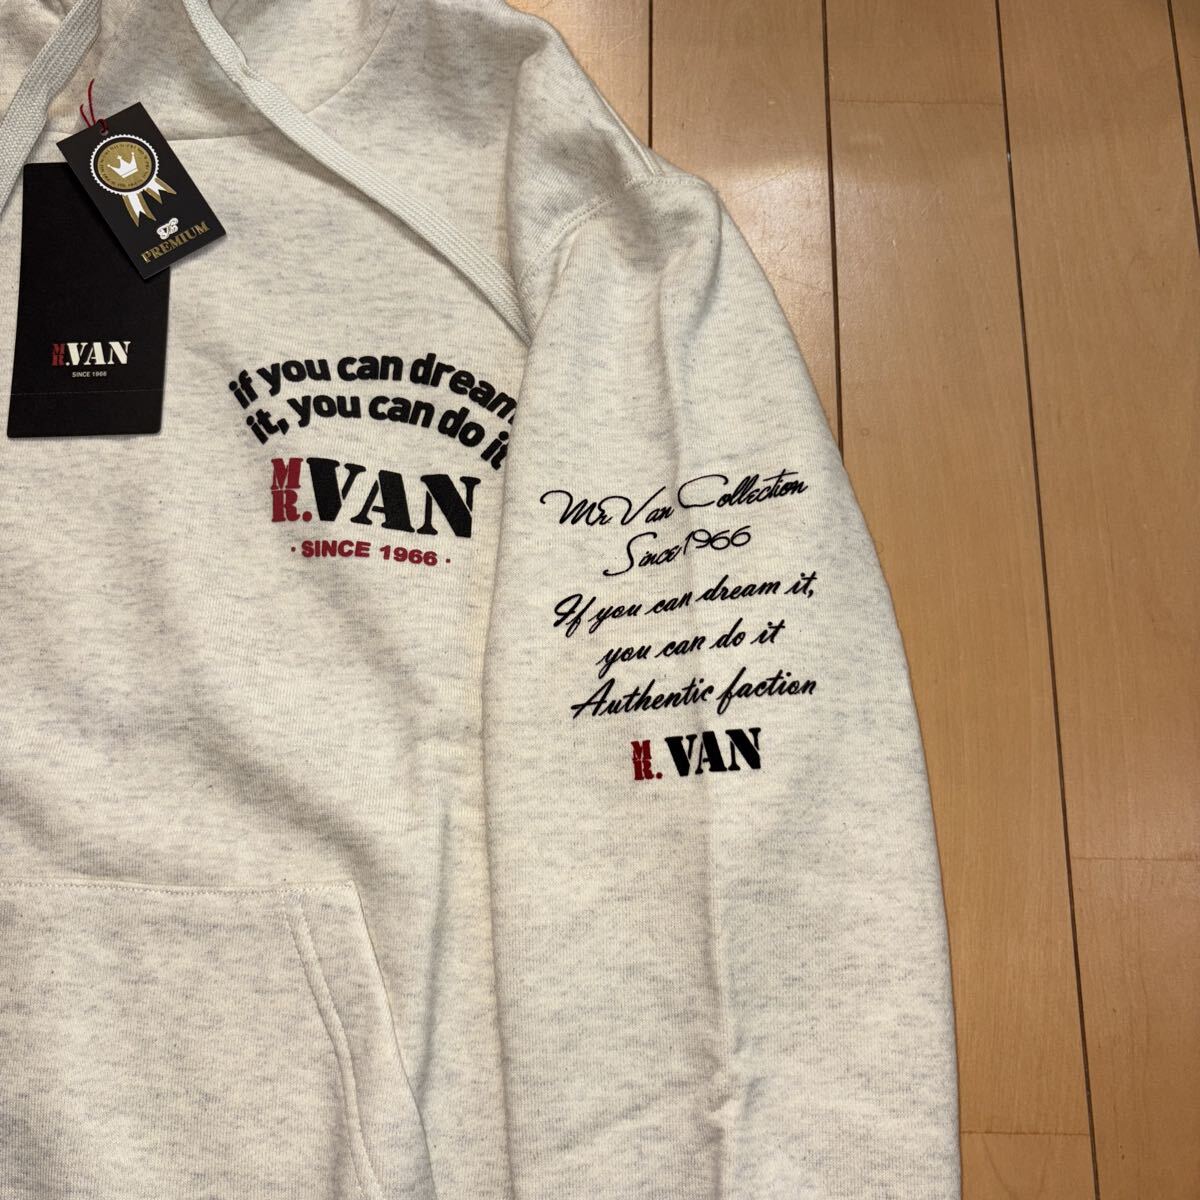 PREMIUM
MR.VAN
SINCE 1966
if you can dream
it, you can do it
MR.VAN
· SINCE 1966 ·
Mr Van Collection
Since1966
If you can dream it,
you can do it
Authentic faction
MR. VAN